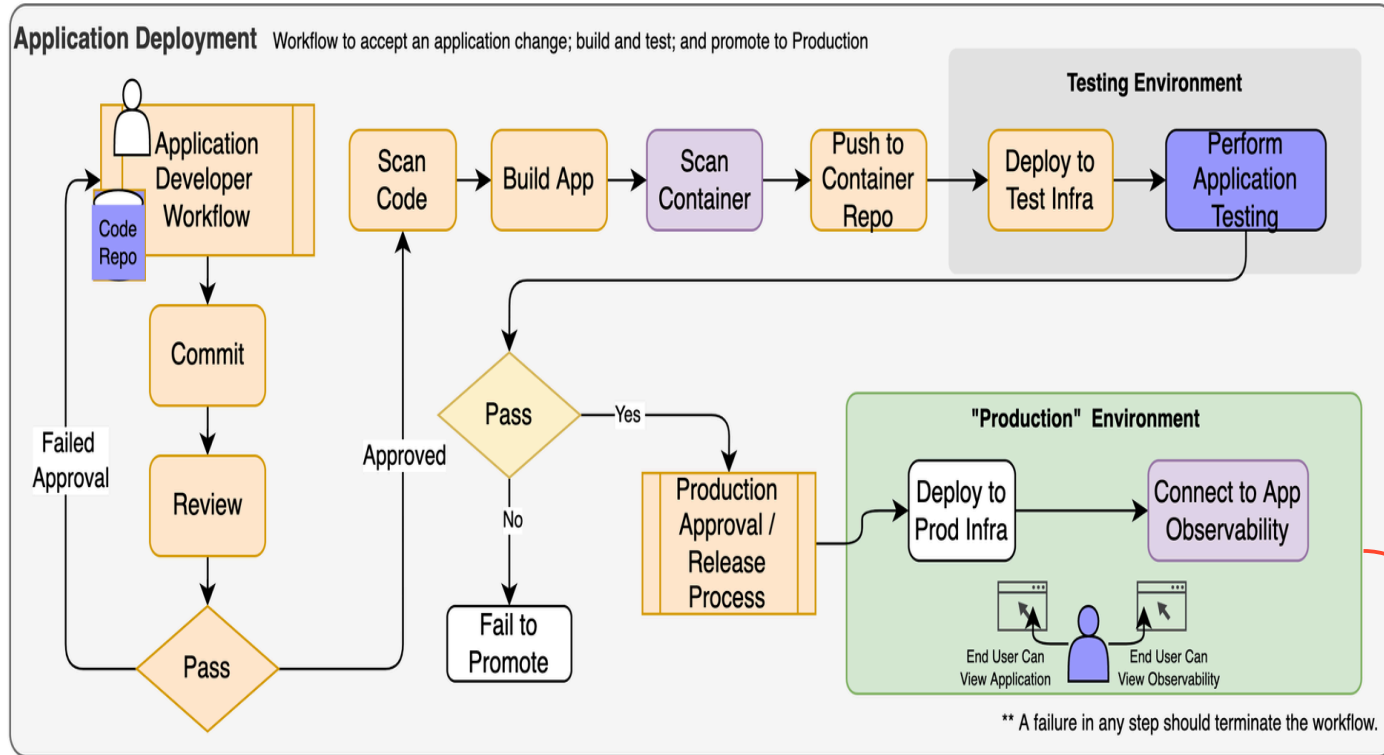 Application Deployment Workflow to accept an application change; build and test; and promote to Production
Testing Environment
Application
Developer
Workflow
Code
Repo
Scan
Code
Build App
Scan
Container
Push to
Container
Repo
Deploy to
Test Infra
Perform
Application
Testing
Commit
Review
Pass
Failed
Approval
Approved
Pass
Yes
No
Fail to
Promote
Production
Approval /
Release
Process
"Production" Environment
Deploy to
Prod Infra
Connect to App
Observability
End User Can
View Application
End User Can
View Observability
** A failure in any step should terminate the workflow.